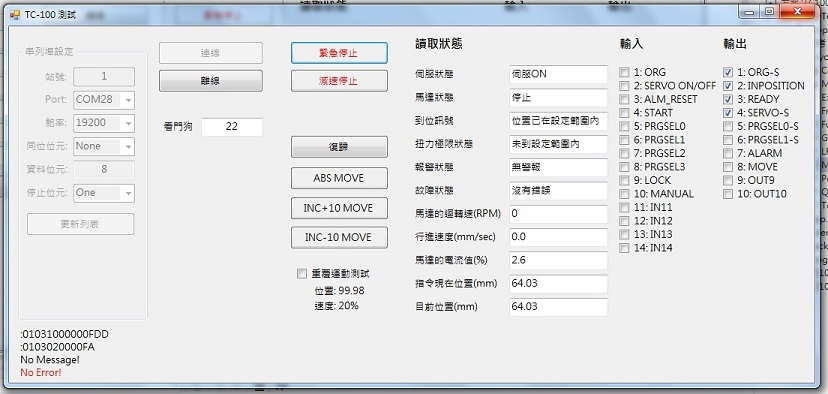 TC-100 測試
串列埠設定
站號: 1
Port: COM28
鮑率: 19200
同位位元: None
資料位元: 8
停止位元: One
更新列表
:01031000000FDD
:0103020000FA
No Message!
No Error!
連線
離線
看門狗 22
緊急停止
減速停止
復歸
ABS MOVE
INC+10 MOVE
INC-10 MOVE
重覆運動測試
位置: 99.98
速度: 20%
讀取狀態
伺服狀態 伺服ON
馬達狀態 停止
到位訊號 位置已在設定範圍內
扭力極限狀態 未到設定範圍內
報警狀態 無警報
故障狀態 沒有錯誤
馬達的迴轉速(RPM) 0
行進速度(mm/sec) 0.0
馬達的電流值(%) 2.6
指令現在位置(mm) 64.03
目前位置(mm) 64.03
輸入
1: ORG
2: SERVO ON/OFF
3: ALM_RESET
4: START
5: PRGSEL0
6: PRGSEL1
7: PRGSEL2
8: PRGSEL3
9: LOCK
10: MANUAL
11: IN11
12: IN12
13: IN13
14: IN14
輸出
1: ORG-S
2: INPOSITION
3: READY
4: SERVO-S
5: PRGSEL0-S
6: PRGSEL1-S
7: ALARM
8: MOVE
9: OUT9
10: OUT10